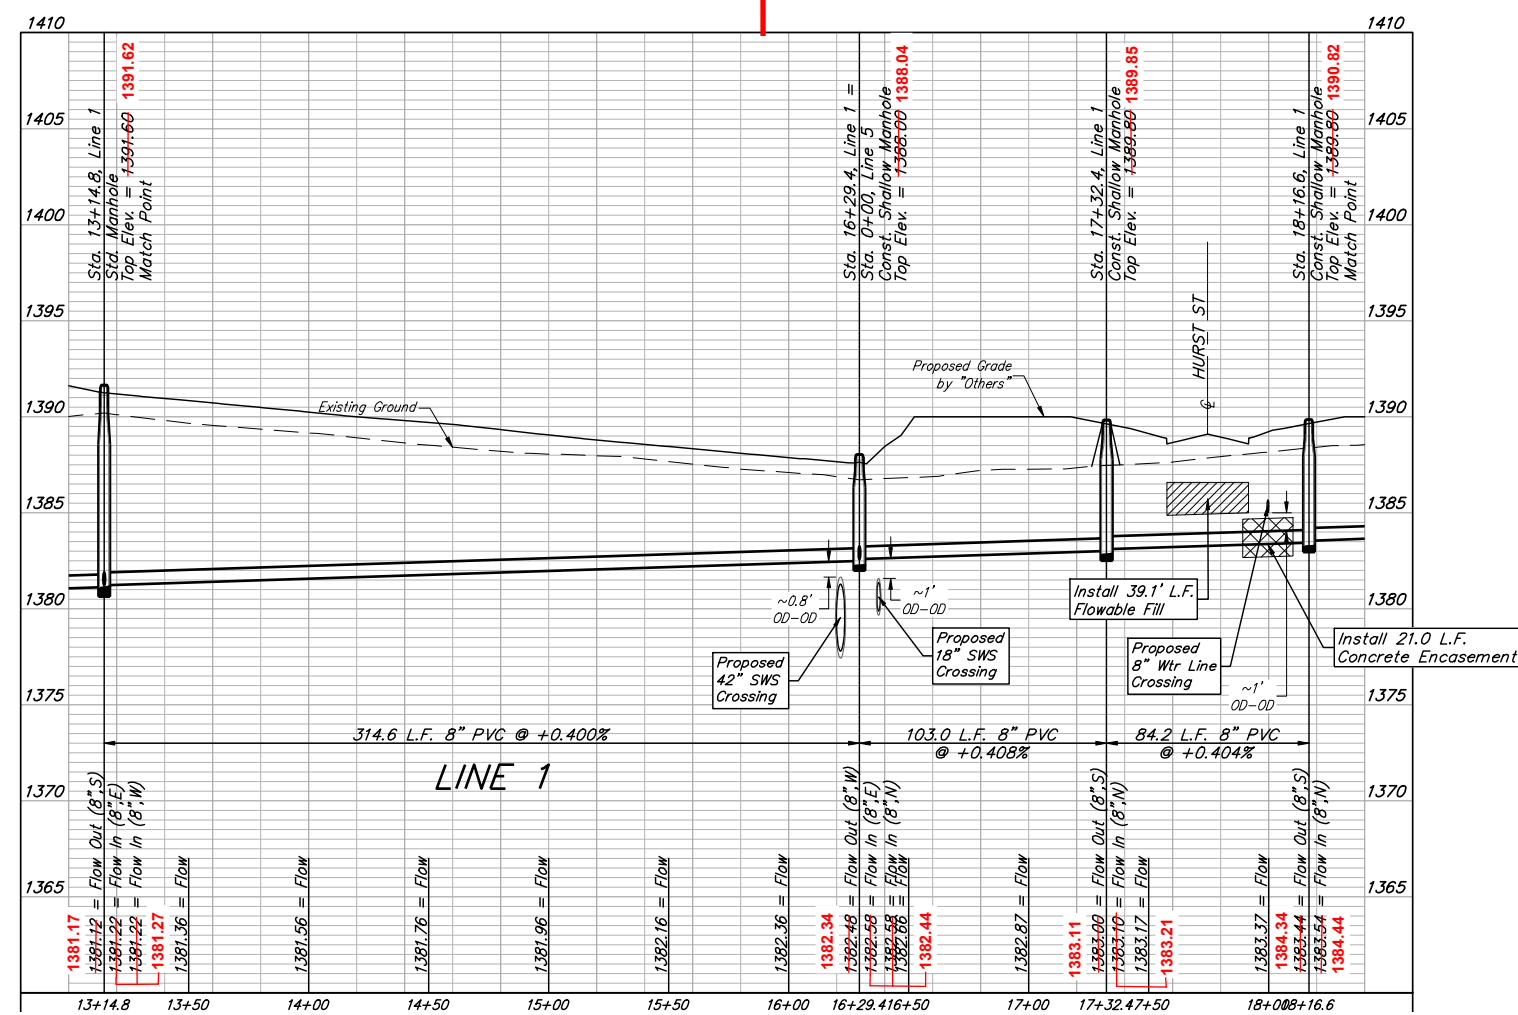 1410
1410
1405
1405
1400
1400
1395
1395
1390
1390
1385
1385
1380
1380
1375
1375
1370
1370
1365
1365
Sta. 13+14.8, Line 1
Std. Manhole
Top Elev. = 1391.60 1391.62
Match Point
Sta. 16+29.4, Line 1 =
Sta. 0+00, Line 5
Const. Shallow Manhole
Top Elev. = 1388.00 1388.04
Sta. 17+32.4, Line 1
Const. Shallow Manhole
Top Elev. = 1389.80 1389.85
HURST ST
℄
Sta. 18+16.6, Line 1
Const. Shallow Manhole
Top Elev. = 1389.80 1390.82
Match Point
Existing Ground
Proposed Grade
by "Others"
~0.8'
OD-OD
~1'
OD-OD
Proposed
42" SWS
Crossing
Proposed
18" SWS
Crossing
Install 39.1' L.F.
Flowable Fill
Proposed
8" Wtr Line
Crossing
~1'
OD-OD
Install 21.0 L.F.
Concrete Encasement
314.6 L.F. 8" PVC @ +0.400%
103.0 L.F. 8" PVC
@ +0.408%
84.2 L.F. 8" PVC
@ +0.404%
LINE 1
1381.17
1381.12 = Flow Out (8",S)
1381.22 = Flow In (8",E)
1381.22 = Flow In (8",W)
1381.27
1381.36 = Flow
1381.56 = Flow
1381.76 = Flow
1381.96 = Flow
1382.16 = Flow
1382.36 = Flow
1382.34
1382.48 = Flow Out (8",W)
1382.58 = Flow In (8",E)
1382.58 = Flow In (8",N)
1382.66 = Flow
1382.44
1382.87 = Flow
1383.11
1383.00 = Flow Out (8",S)
1383.10 = Flow In (8",N)
1383.17 = Flow
1383.21
1383.37 = Flow
1384.34
1383.44 = Flow Out (8",S)
1383.54 = Flow In (8",N)
1384.44
13+14.8
13+50
14+00
14+50
15+00
15+50
16+00
16+29.4
16+50
17+00
17+32.4
17+50
18+00
18+16.6